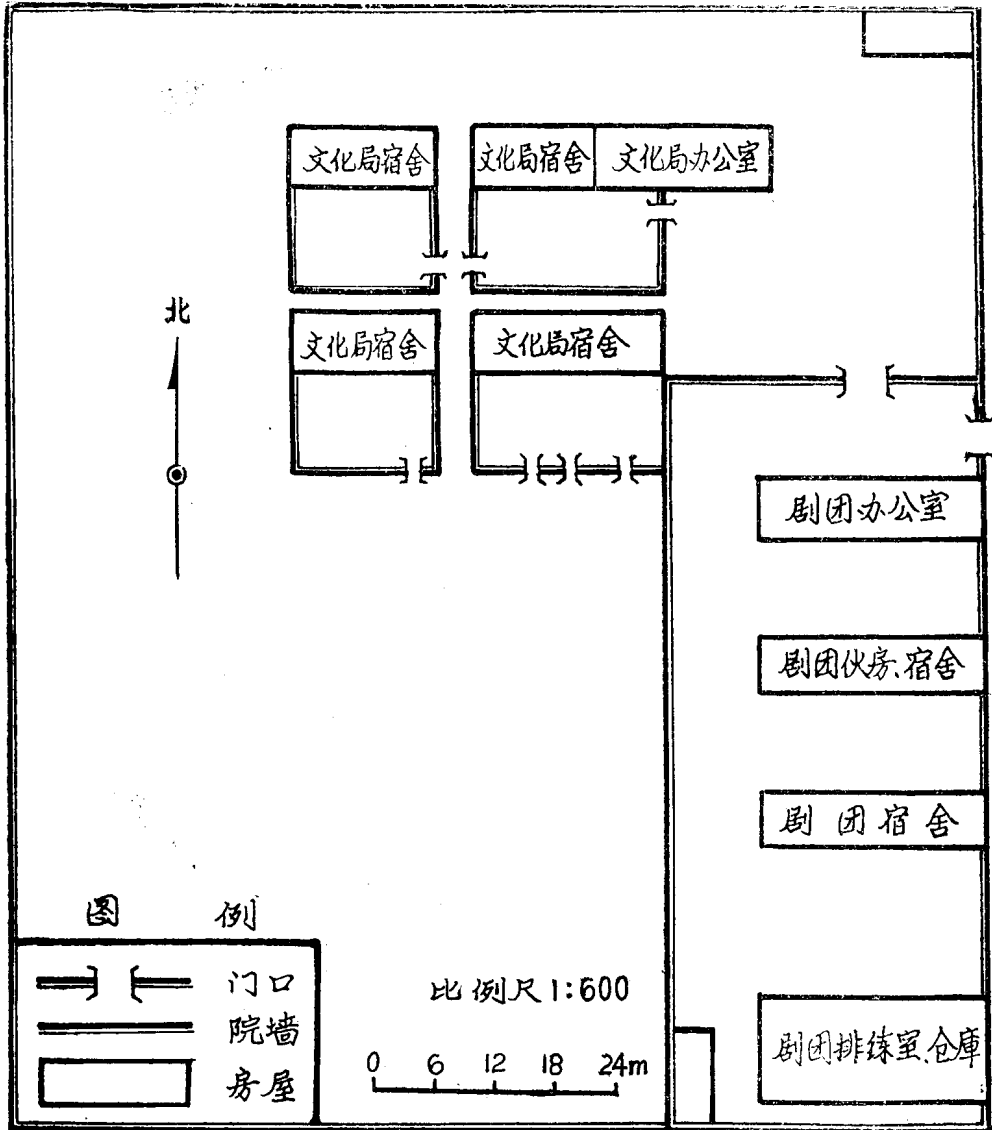 文化局宿舍
文化局宿舍
文化局办公室
北
文化局宿舍
文化局宿舍
剧团办公室
剧团伙房、宿舍
剧团宿舍
图例
门口
比例尺1:600
院墙
剧团排练室、仓库
0 6 12 18 24m
房屋